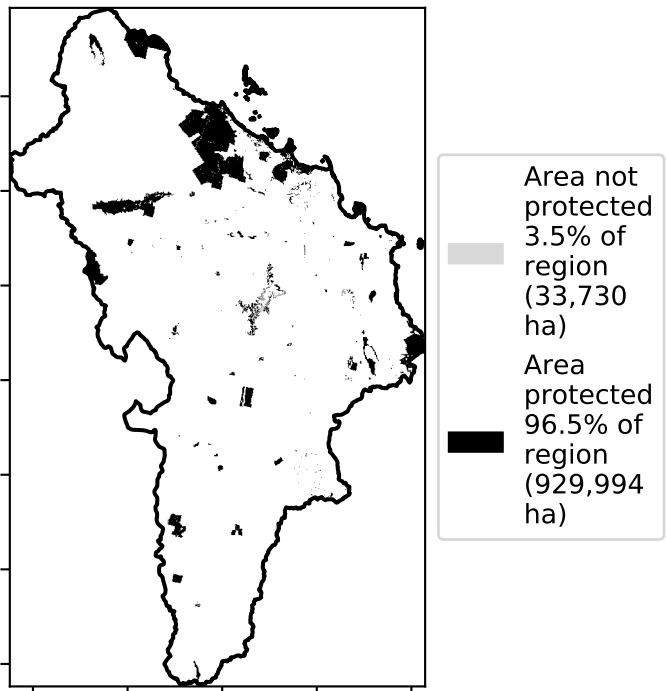 Area not
protected
3.5% of
region
(33,730
ha)
Area
protected
96.5% of
region
(929,994
ha)